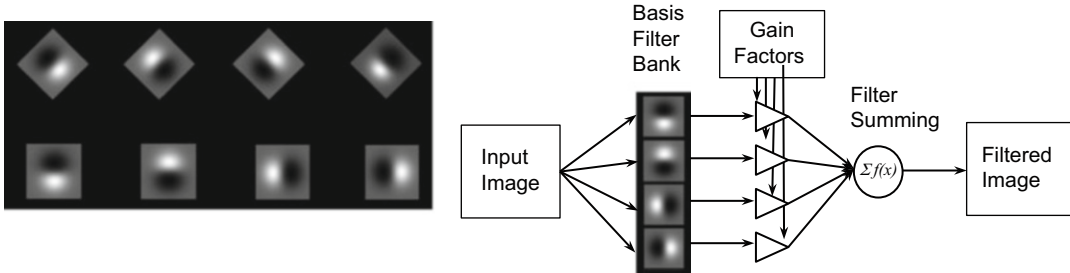 Basis
Filter
Bank
Gain
Factors
Filter
Summing
Input
Image
Σf(x)
Filtered
Image